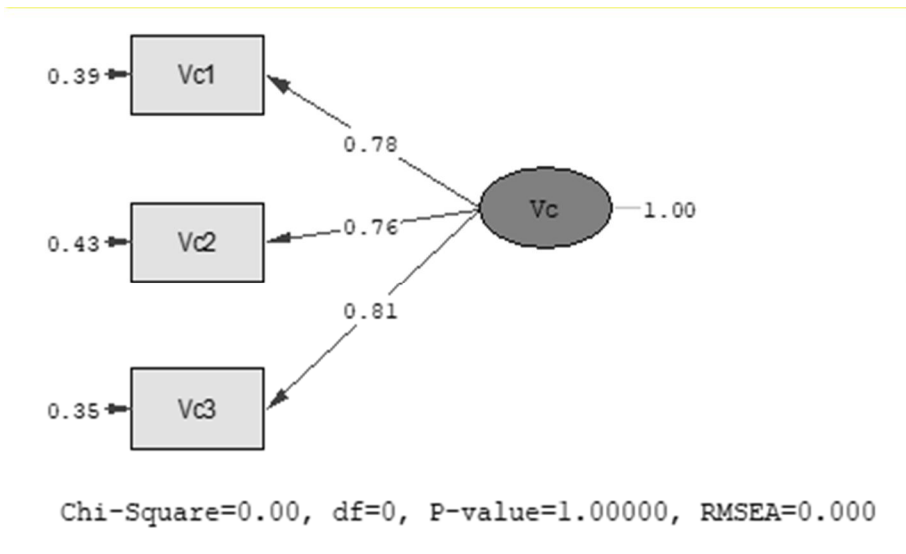 0.39 Vc1
0.78
Vc 1.00
0.76
0.43 Vc2
0.81
0.35 Vc3
Chi-Square=0.00, df=0, P-value=1.00000, RMSEA=0.000